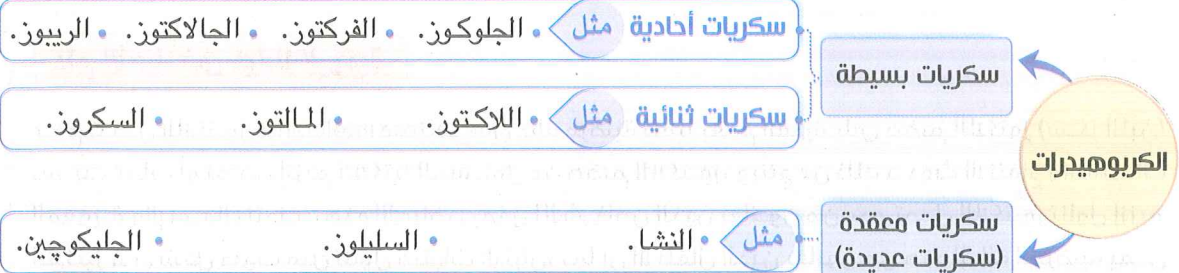 الكربوهيدرات
سكريات بسيطة
سكريات أحادية مثل • الجلوكوز. • الفركتوز. • الجالاكتوز. • الريبوز.
سكريات ثنائية مثل • اللاكتوز. • المالتوز. • السكروز.
سكريات معقدة
(سكريات عديدة)
مثل • النشا. • السليلوز. • الجليكوچين.